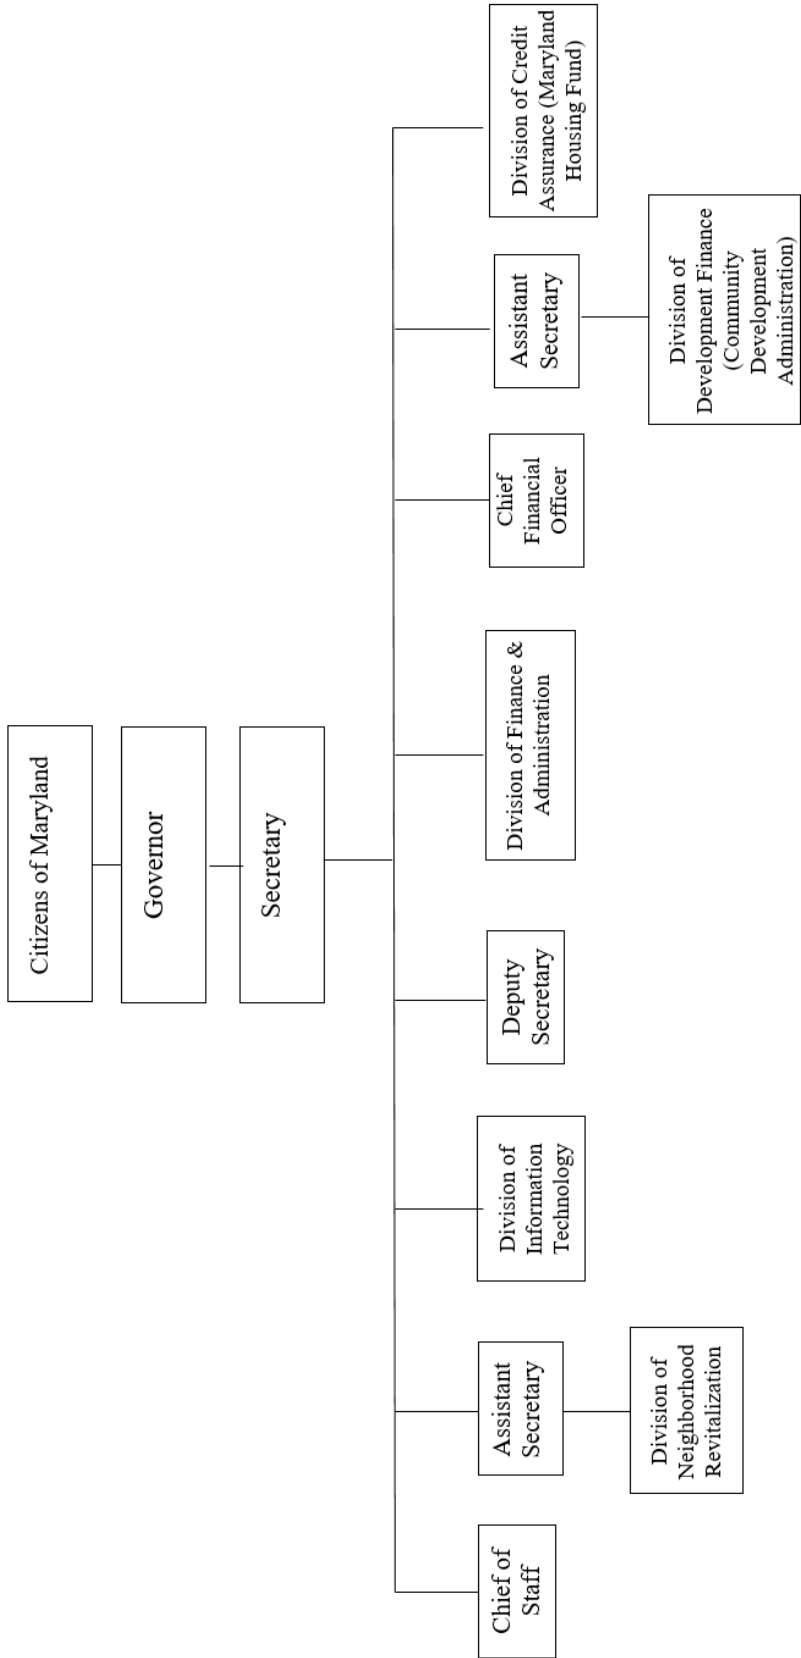 Citizens of Maryland
Governor
Secretary
Chief of
Staff
Assistant
Secretary
Division of
Information
Technology
Deputy
Secretary
Division of Finance &
Administration
Chief
Financial
Officer
Assistant
Secretary
Division of Credit
Assurance (Maryland
Housing Fund)
Division of
Neighborhood
Revitalization
Division of
Development Finance
(Community
Development
Administration)